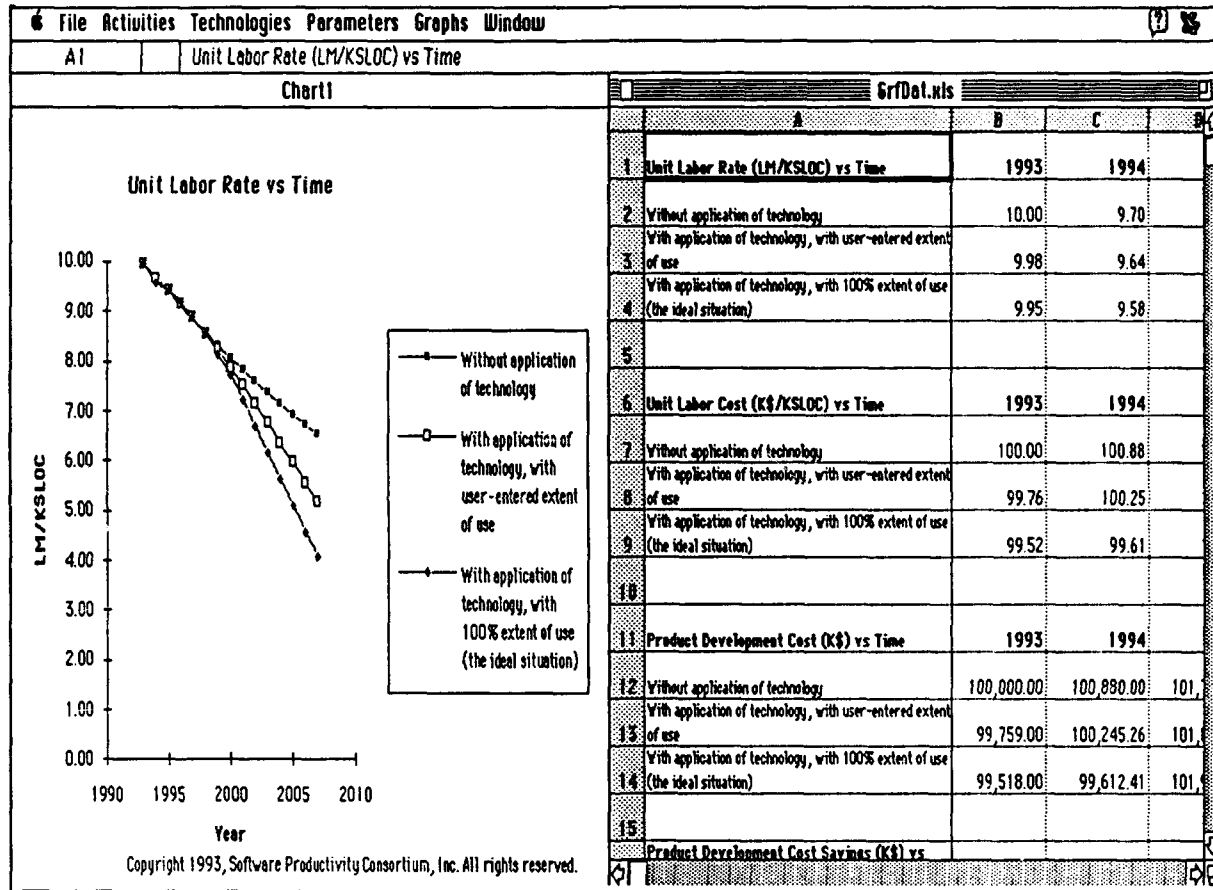 File Activities Technologies Parameters Graphs Window
A1 Unit Labor Rate (LM/KSLOC) vs Time
Chart1
Unit Labor Rate vs Time
10.00
9.00
8.00
7.00
6.00
5.00
4.00
3.00
2.00
1.00
0.00
LM/KSLOC
1990 1995 2000 2005 2010
Year
Without application
of technology
With application of
technology, with
user-entered extent
of use
With application of
technology, with
100% extent of use
(the ideal situation)
Copyright 1993, Software Productivity Consortium, Inc. All rights reserved.
GrfDat.xls
A B C D
1 Unit Labor Rate (LM/KSLOC) vs Time 1993 1994
2 Without application of technology 10.00 9.70
With application of technology, with user-entered extent
3 of use 9.98 9.64
With application of technology, with 100% extent of use
4 (the ideal situation) 9.95 9.58
5
6 Unit Labor Cost (K$/KSLOC) vs Time 1993 1994
7 Without application of technology 100.00 100.88
With application of technology, with user-entered extent
8 of use 99.76 100.25
With application of technology, with 100% extent of use
9 (the ideal situation) 99.52 99.61
10
11 Product Development Cost (K$) vs Time 1993 1994
12 Without application of technology 100,000.00 100,880.00 101,
With application of technology, with user-entered extent
13 of use 99,759.00 100,245.26 101,
With application of technology, with 100% extent of use
14 (the ideal situation) 99,518.00 99,612.41 101,
15
Product Development Cost Savings (K$) vs